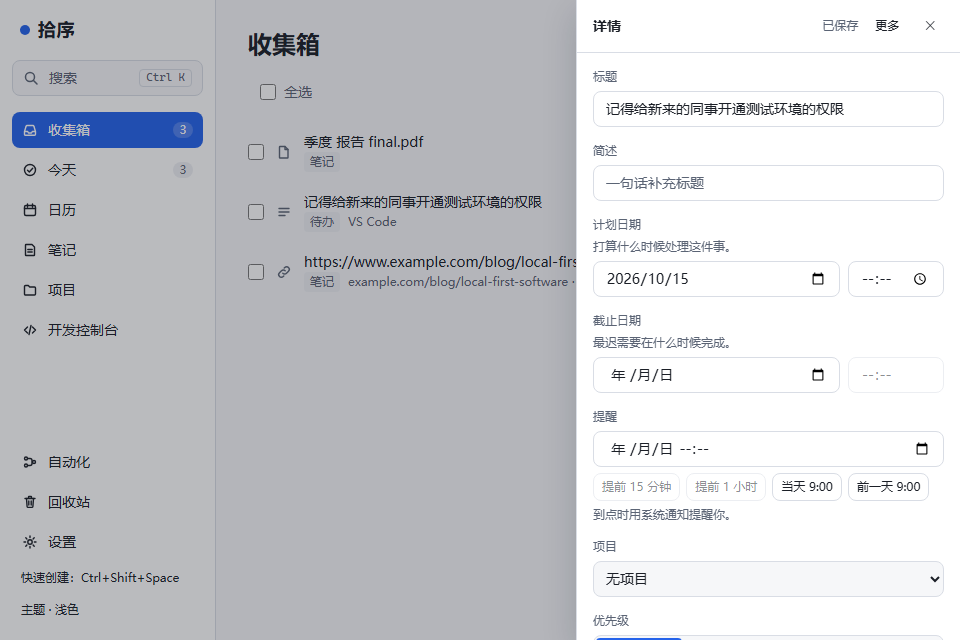 拾序
搜索 Ctrl K
收集箱 3
今天 3
日历
笔记
项目
开发控制台
自动化
回收站
设置
快速创建：Ctrl+Shift+Space
主题 · 浅色
收集箱
全选
季度 报告 final.pdf
笔记
记得给新来的同事开通测试环境的权限
待办 VS Code
https://www.example.com/blog/local-firs
笔记 example.com/blog/local-first-software ·
详情 已保存 更多
标题
记得给新来的同事开通测试环境的权限
简述
一句话补充标题
计划日期
打算什么时候处理这件事。
2026/10/15 --:--
截止日期
最迟需要在什么时候完成。
年 /月/日 --:--
提醒
年 /月/日 --:--
提前 15 分钟 提前 1 小时 当天 9:00 前一天 9:00
到点时用系统通知提醒你。
项目
无项目
优先级